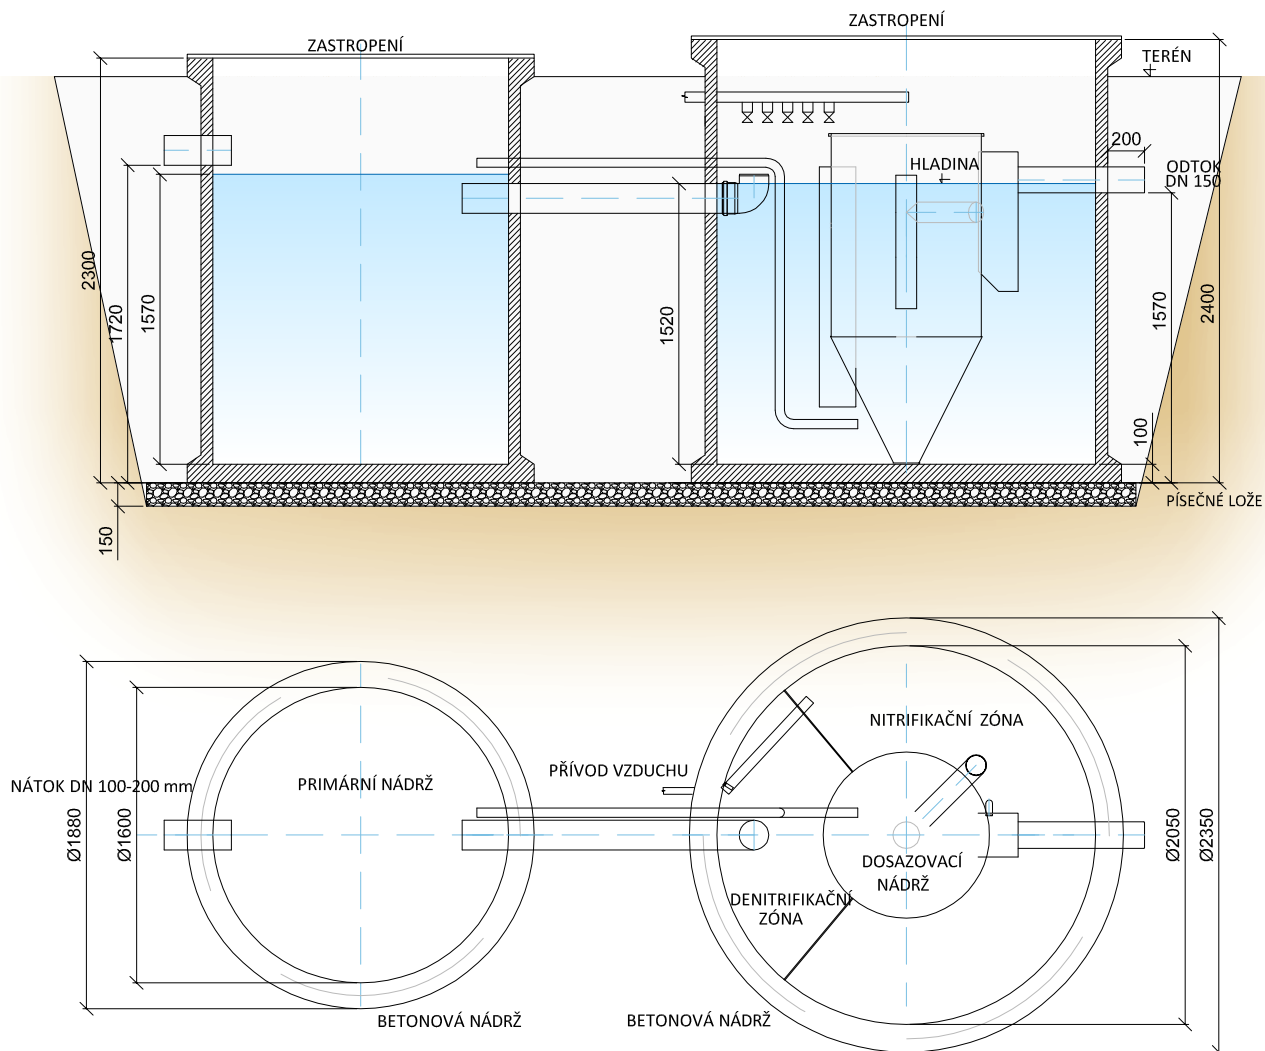 ZASTROPENÍ
ZASTROPENÍ
TERÉN
200
HLADINA
ODTOK
DN 150
2300
1720
1570
1520
1570
2400
100
150
PÍSEČNÉ LOŽE
NITRIFIKAČNÍ ZÓNA
PŘÍVOD VZDUCHU
NÁTOK DN 100-200 mm
PRIMÁRNÍ NÁDRŽ
Ø1880
Ø1600
Ø2050
Ø2350
DOSAZOVACÍ
NÁDRŽ
DENITRIFIKAČNÍ
ZÓNA
BETONOVÁ NÁDRŽ
BETONOVÁ NÁDRŽ